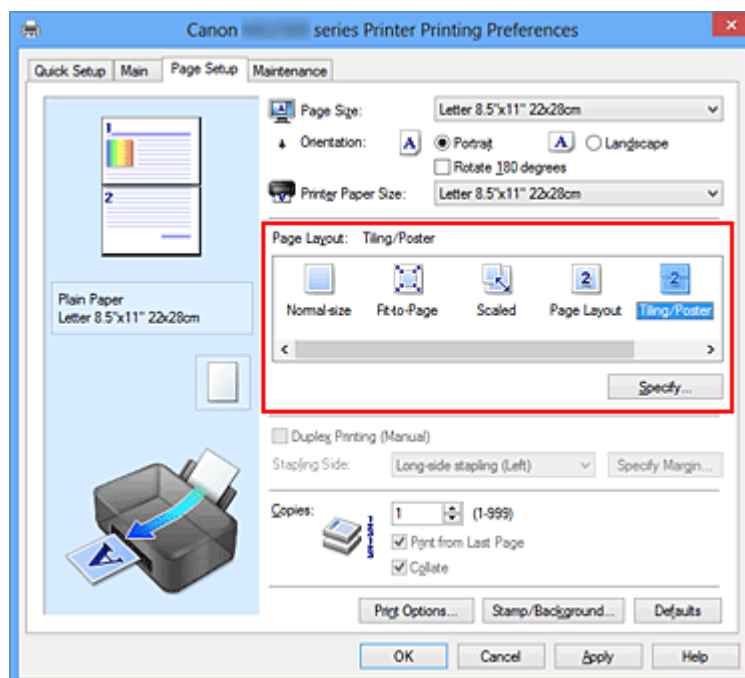 Canon series Printer Printing Preferences
Quick Setup Main Page Setup Maintenance
1
2
Plain Paper
Letter 8.5"x11" 22x28cm
A
Page Size: Letter 8.5"x11" 22x28cm
Orientation: A Portrait A Landscape
Rotate 180 degrees
Printer Paper Size: Letter 8.5"x11" 22x28cm
Page Layout: Tiling/Poster
2 2
Normal-size Fit-to-Page Scaled Page Layout Tiling/Poster
Specify...
Duplex Printing (Manual)
Stapling Side: Long-side stapling (Left) Specify Margin...
Copies: 1 (1-999)
Print from Last Page
Collate
Print Options... Stamp/Background... Defaults
OK Cancel Apply Help